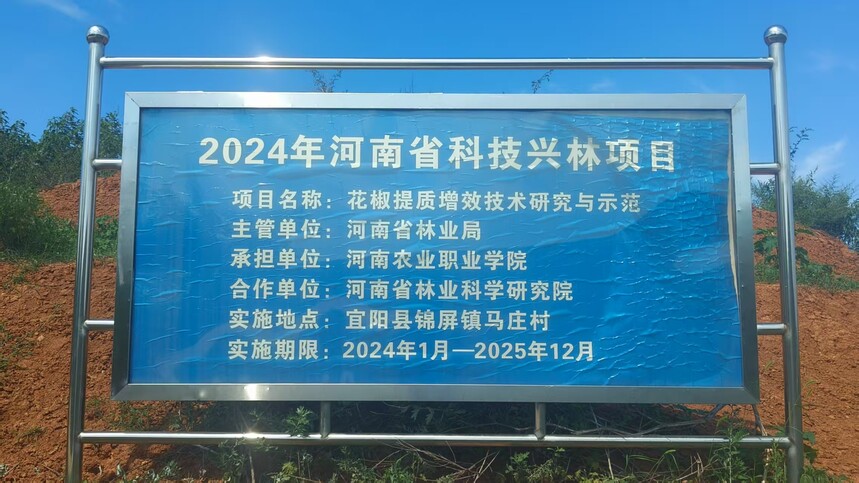 2024年河南省科技兴林项目
项目名称：花椒提质增效技术研究与示范
主管单位：河南省林业局
承担单位：河南农业职业学院
合作单位：河南省林业科学研究院
实施地点：宜阳县锦屏镇马庄村
实施期限：2024年1月—2025年12月